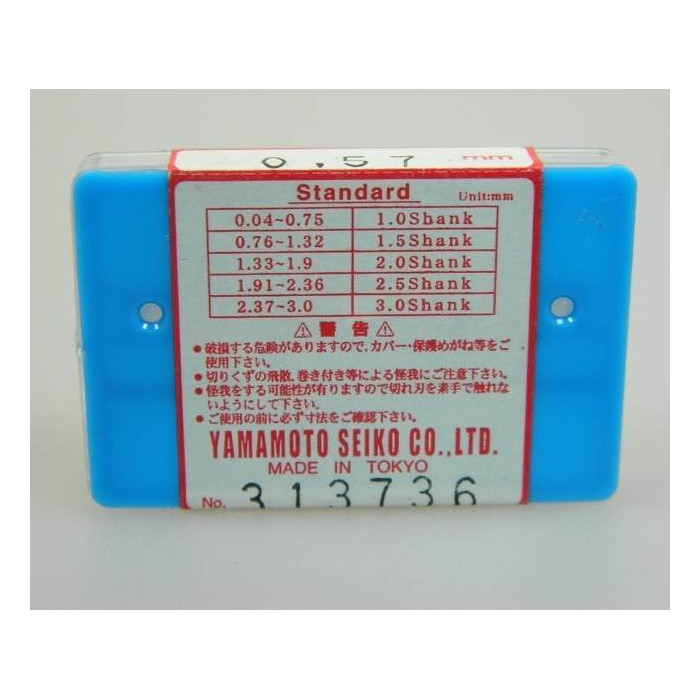 0.57 mm
Standard
Unit:mm
0.04~0.75 1.0Shank
0.76~1.32 1.5Shank
1.33~1.9 2.0Shank
1.91~2.36 2.5Shank
2.37~3.0 3.0Shank
⚠ 警告 ⚠
●破損する危険がありますので、カバー・保護めがね等をご
使用下さい。
●切りくずの飛散、巻き付き等による怪我にご注意下さい。
●怪我をする可能性が有りますので切れ刃を素手で触れな
いようにして下さい。
●ご使用の前に必ず寸法をご確認下さい。
YAMAMOTO SEIKO CO.,LTD.
MADE IN TOKYO
No. 313736